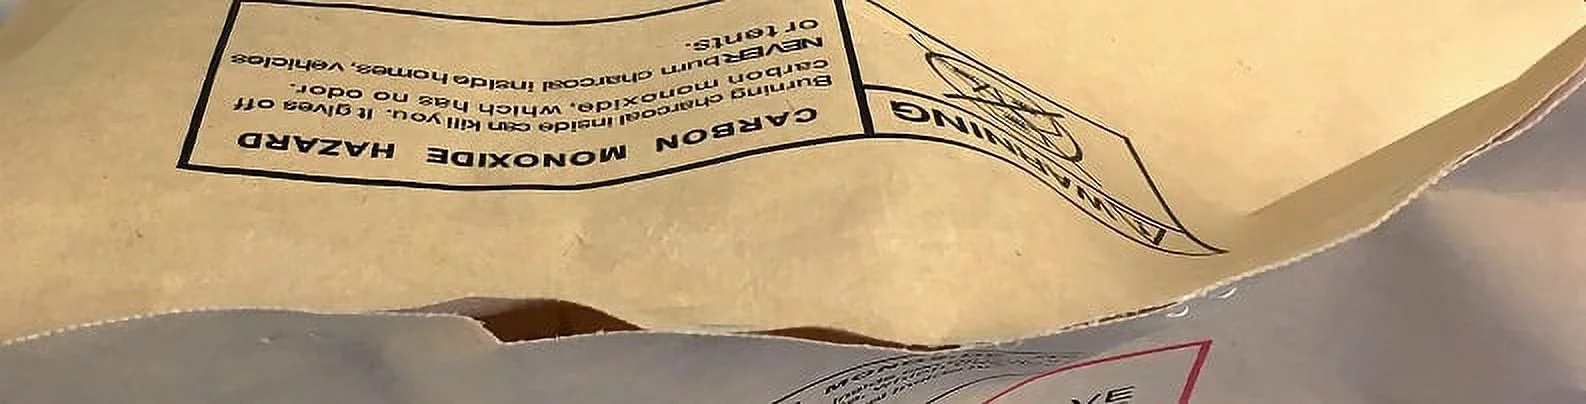 WARNING
CARBON MONOXIDE HAZARD
Burning charcoal inside can kill you. It gives off
carbon monoxide, which has no odor.
NEVER burn charcoal inside homes, vehicles
or tents.
VE